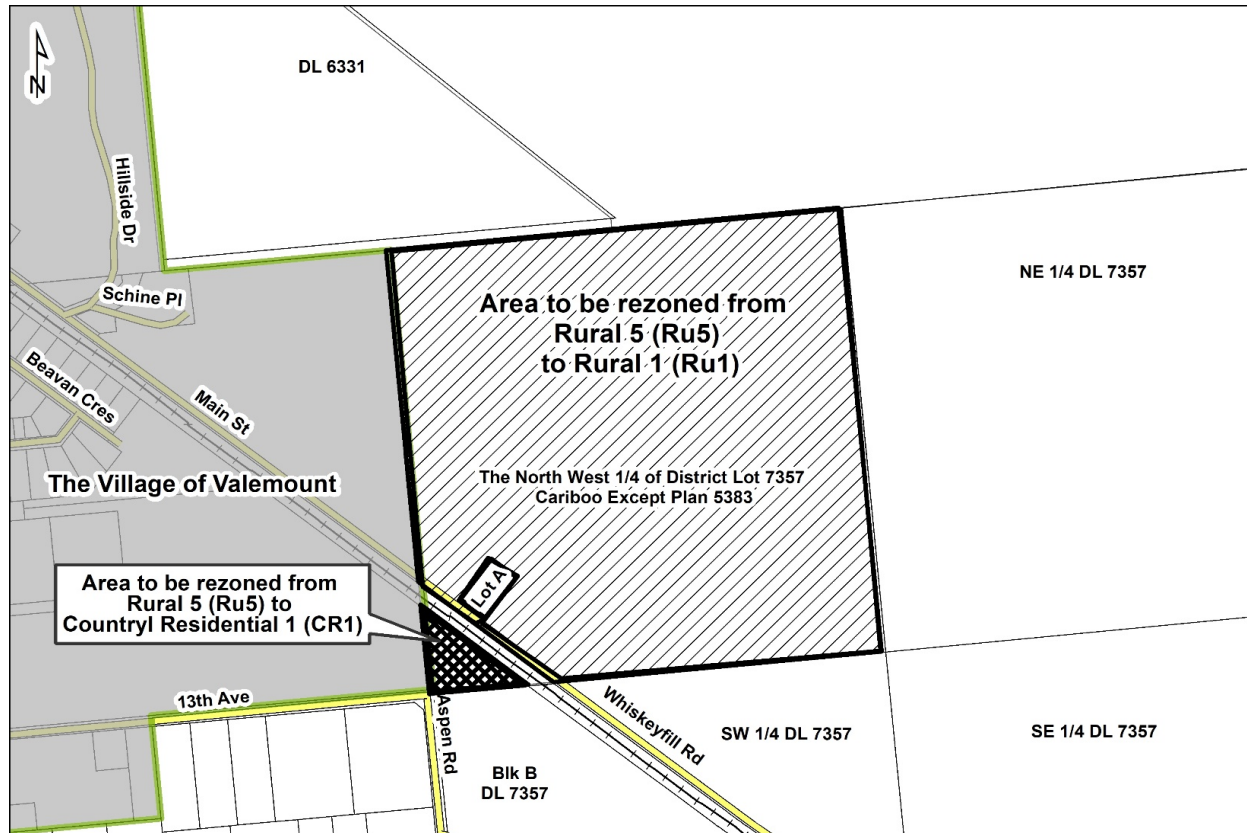 DL 6331
N
Hillside Dr
NE 1/4 DL 7357
Schine Pl
Area to be rezoned from
Rural 5 (Ru5)
to Rural 1 (Ru1)
Beavan Cres
Main St
The Village of Valemount
The North West 1/4 of District Lot 7357
Cariboo Except Plan 5383
Lot A
Area to be rezoned from
Rural 5 (Ru5) to
Countryl Residential 1 (CR1)
13th Ave
Aspen Rd
Whiskeyfill Rd
SW 1/4 DL 7357
SE 1/4 DL 7357
Blk B
DL 7357